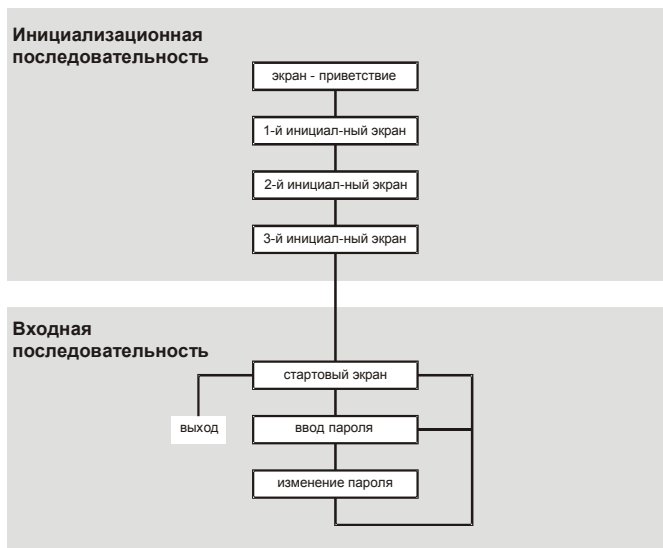 Инициализационная
последовательность
экран - приветствие
1-й инициал-ный экран
2-й инициал-ный экран
3-й инициал-ный экран
Входная
последовательность
стартовый экран
выход
ввод пароля
изменение пароля